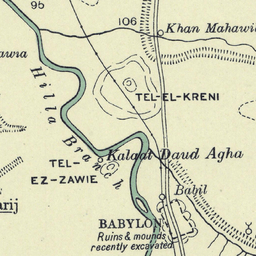 95
106
Khan Mahawi
awia
TEL-EL-KRENI
Hilla Branch
Kalaat Daud Agha
TEL-
EZ-ZAWIE
arij
Babil
BABYLON
Ruins & mounds
recently excavated